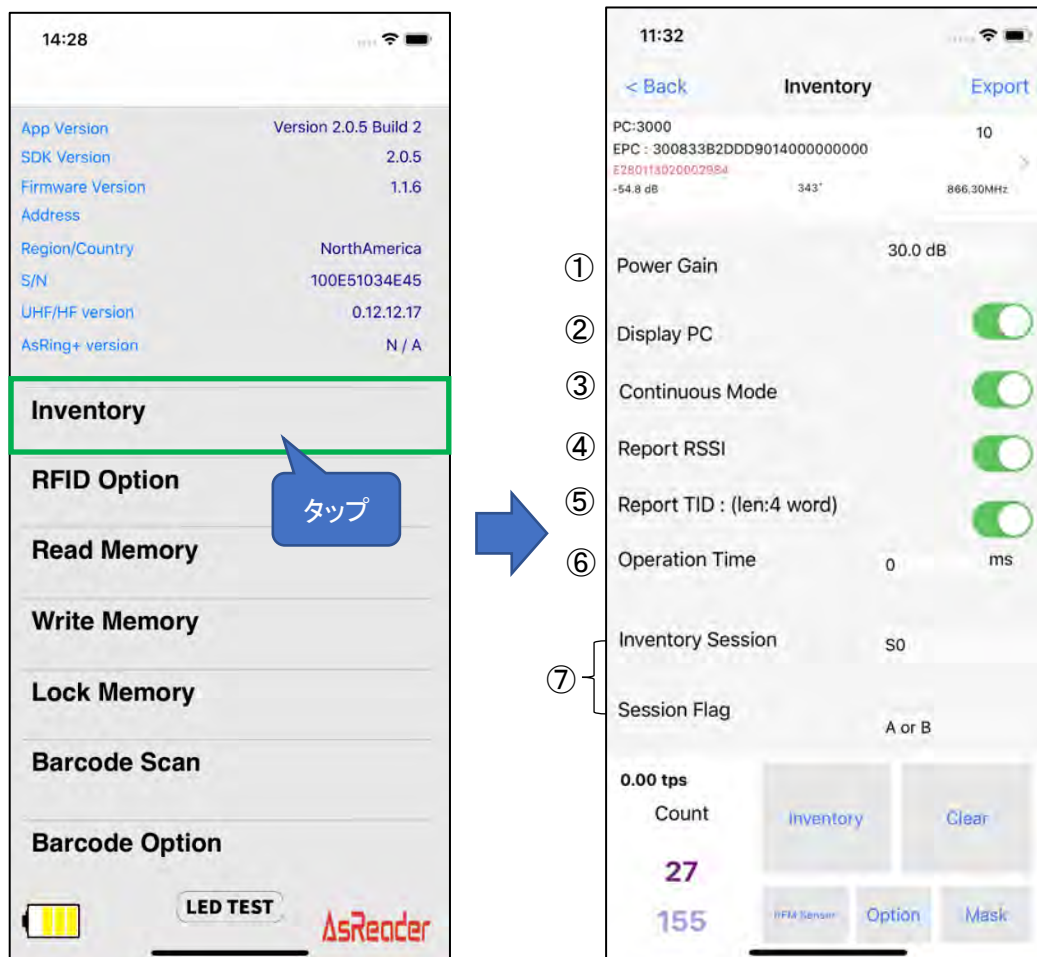 14:28
App Version Version 2.0.5 Build 2
SDK Version 2.0.5
Firmware Version 1.1.6
Address
Region/Country NorthAmerica
S/N 100E51034E45
UHF/HF version 0.12.12.17
AsRing+ version N / A
Inventory
RFID Option
タップ
Read Memory
Write Memory
Lock Memory
Barcode Scan
Barcode Option
LED TEST
AsReader
11:32
< Back Inventory Export
PC:3000 10
EPC : 300833B2DDD9014000000000
E280113020002984
-54.8 dB 343° 866.30MHz
① Power Gain 30.0 dB
② Display PC
③ Continuous Mode
④ Report RSSI
⑤ Report TID : (len:4 word)
⑥ Operation Time 0 ms
⑦
Inventory Session S0
Session Flag A or B
0.00 tps
Count
27
155
Inventory Clear
RFM Sensor Option Mask